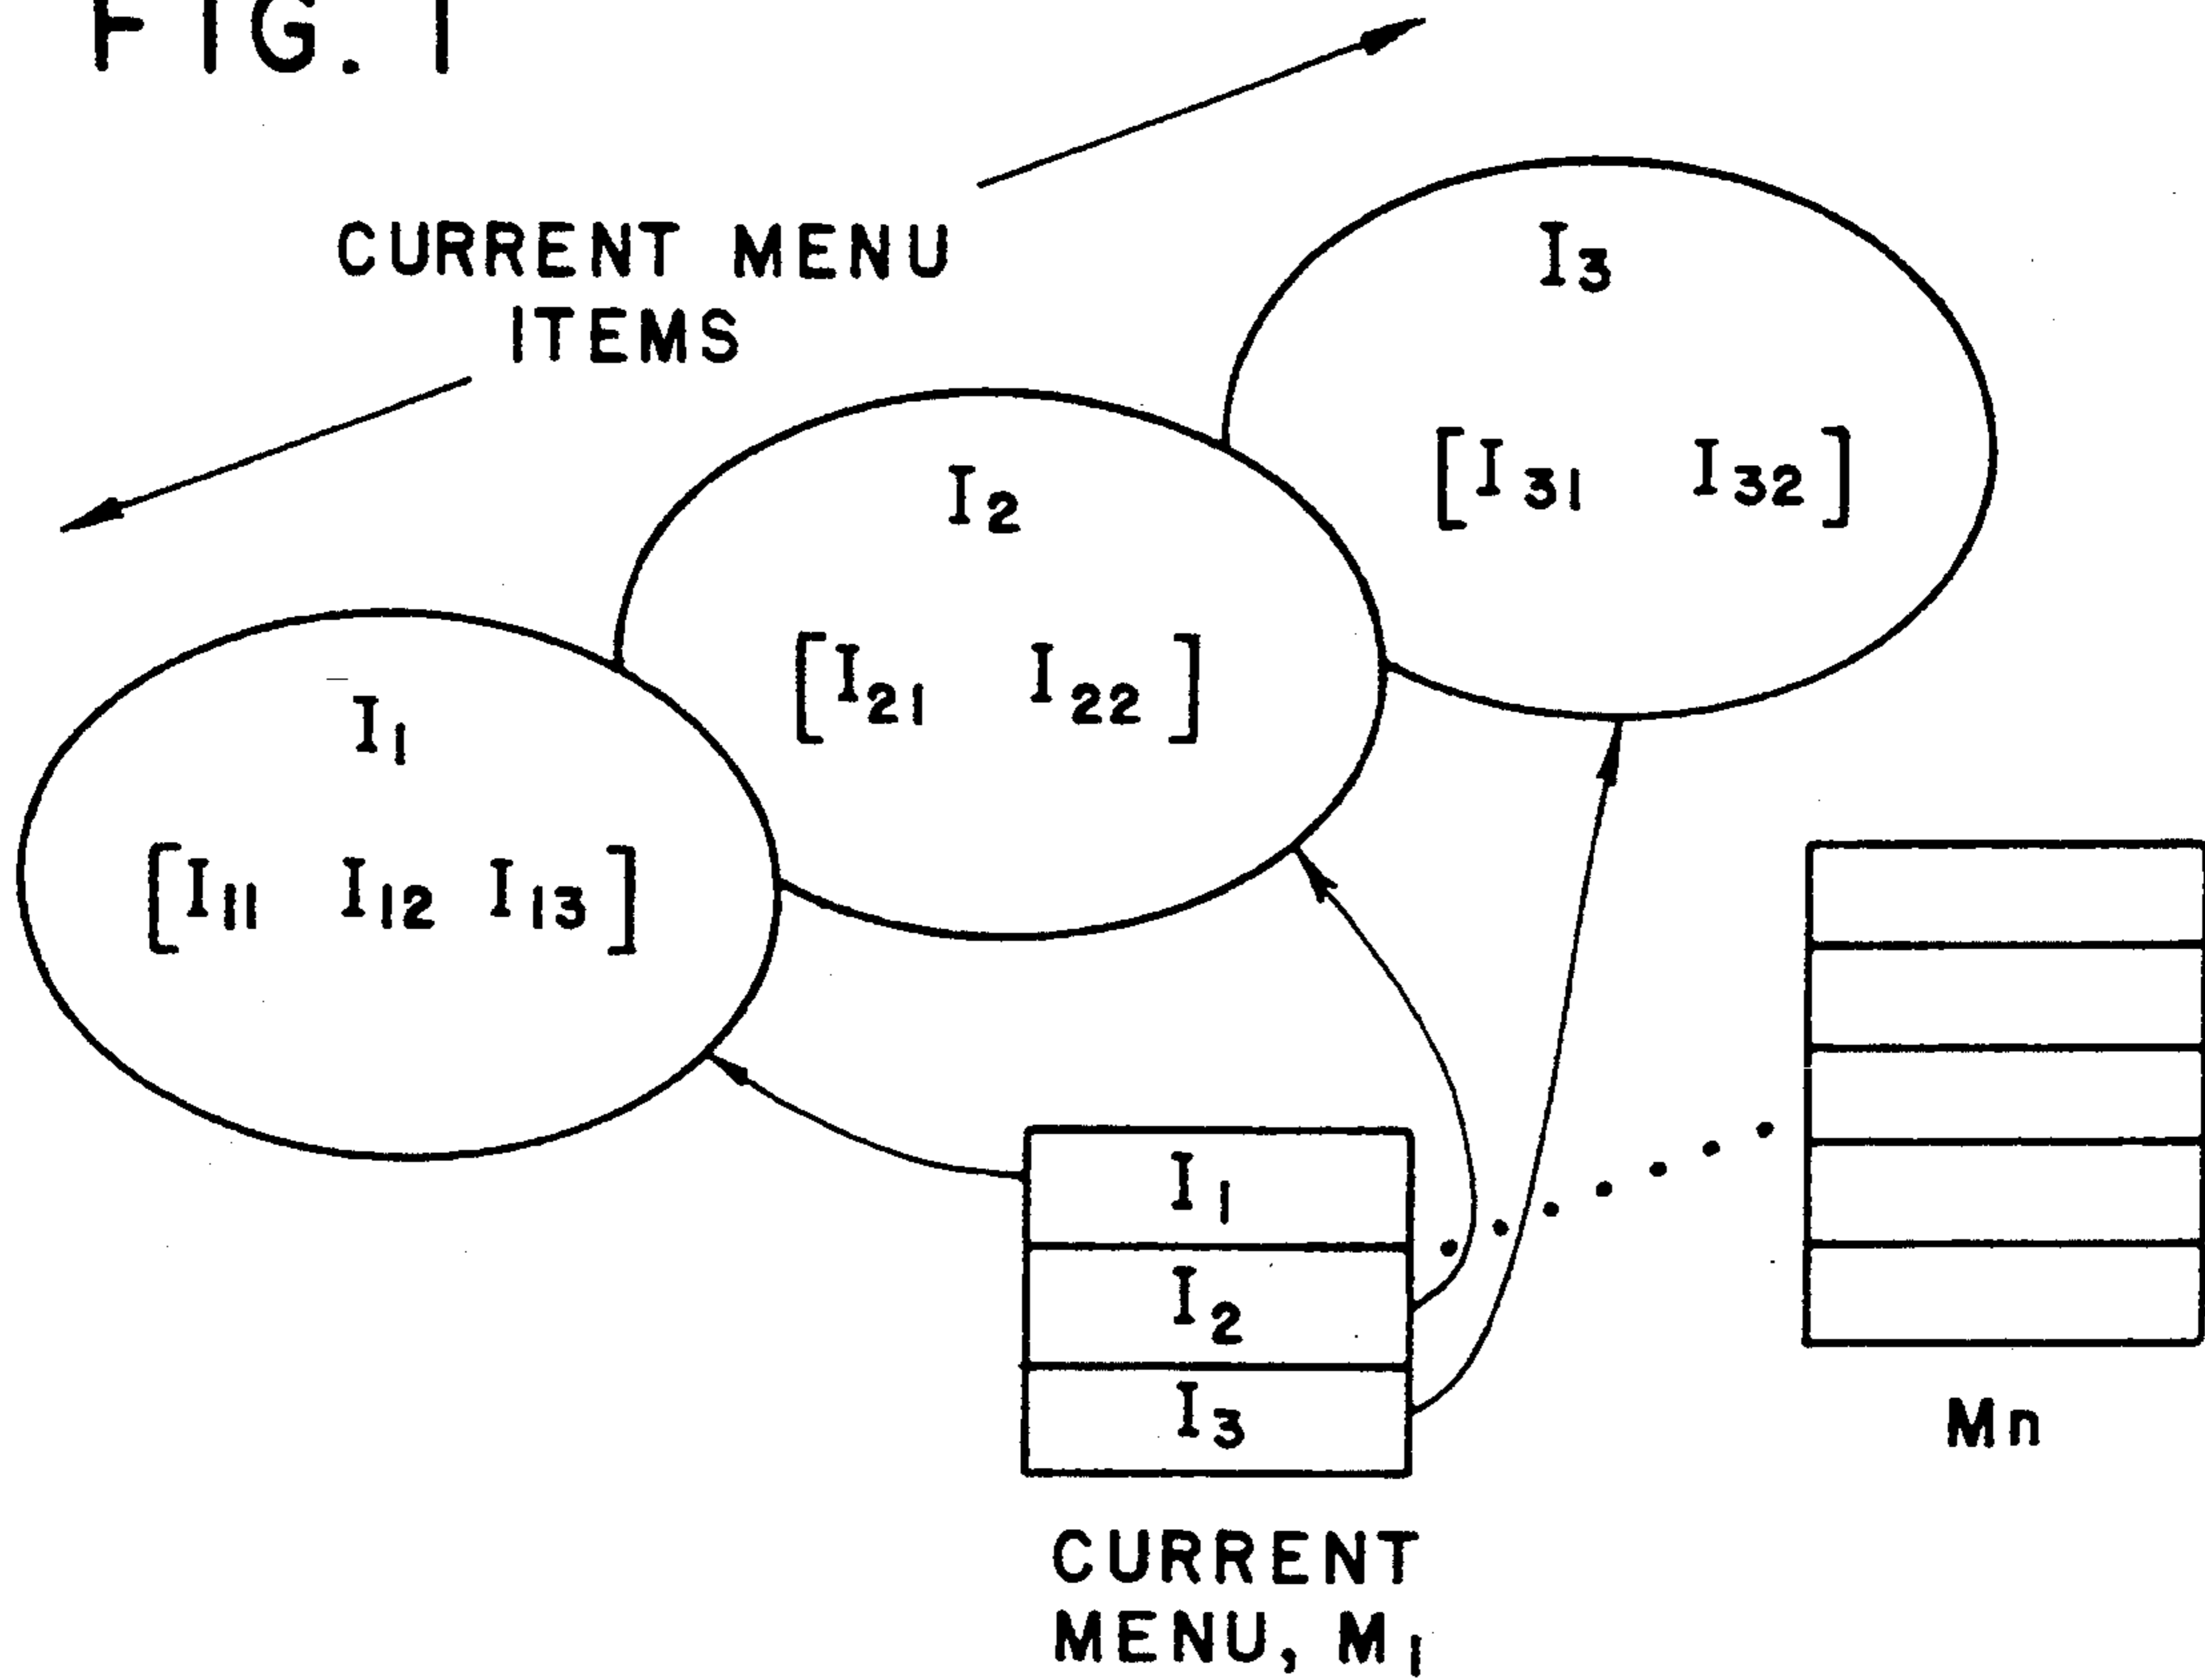 FIG. 1
CURRENT MENU
ITEMS
I3
[I31 I32]
I2
[I21 I22]
I1
[I11 I12 I13]
I1
I2
I3
Mn
CURRENT
MENU, M1